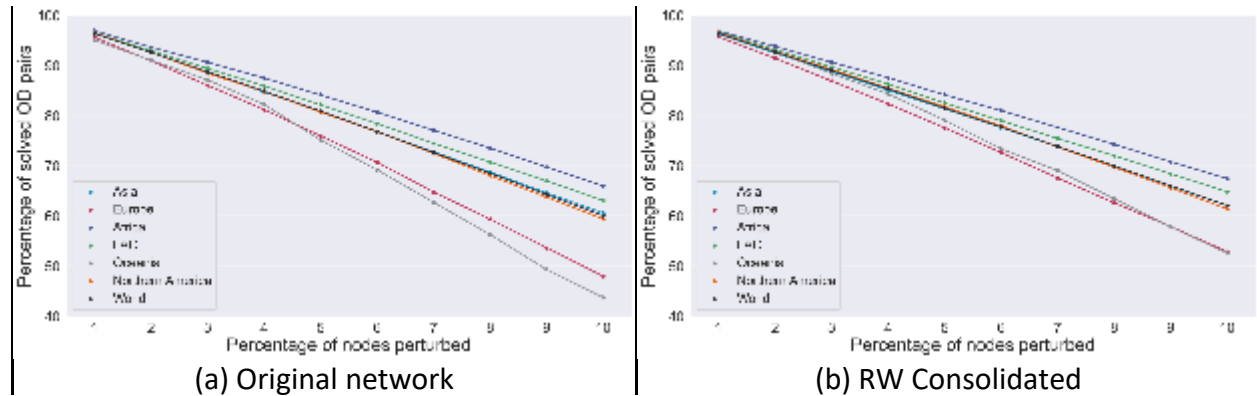 100
90
80
70
60
50
40
Percentage of solved OD pairs
Asia
Europe
Africa
LAC
Oceania
Northern America
World
1 2 3 4 5 6 7 8 9 10
Percentage of nodes perturbed
(a) Original network
100
90
80
70
60
50
40
Percentage of solved OD pairs
Asia
Europe
Africa
LAC
Oceania
Northern America
World
1 2 3 4 5 6 7 8 9 10
Percentage of nodes perturbed
(b) RW Consolidated